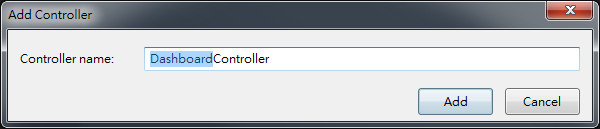 Add Controller
Controller name:
DashboardController
Add
Cancel